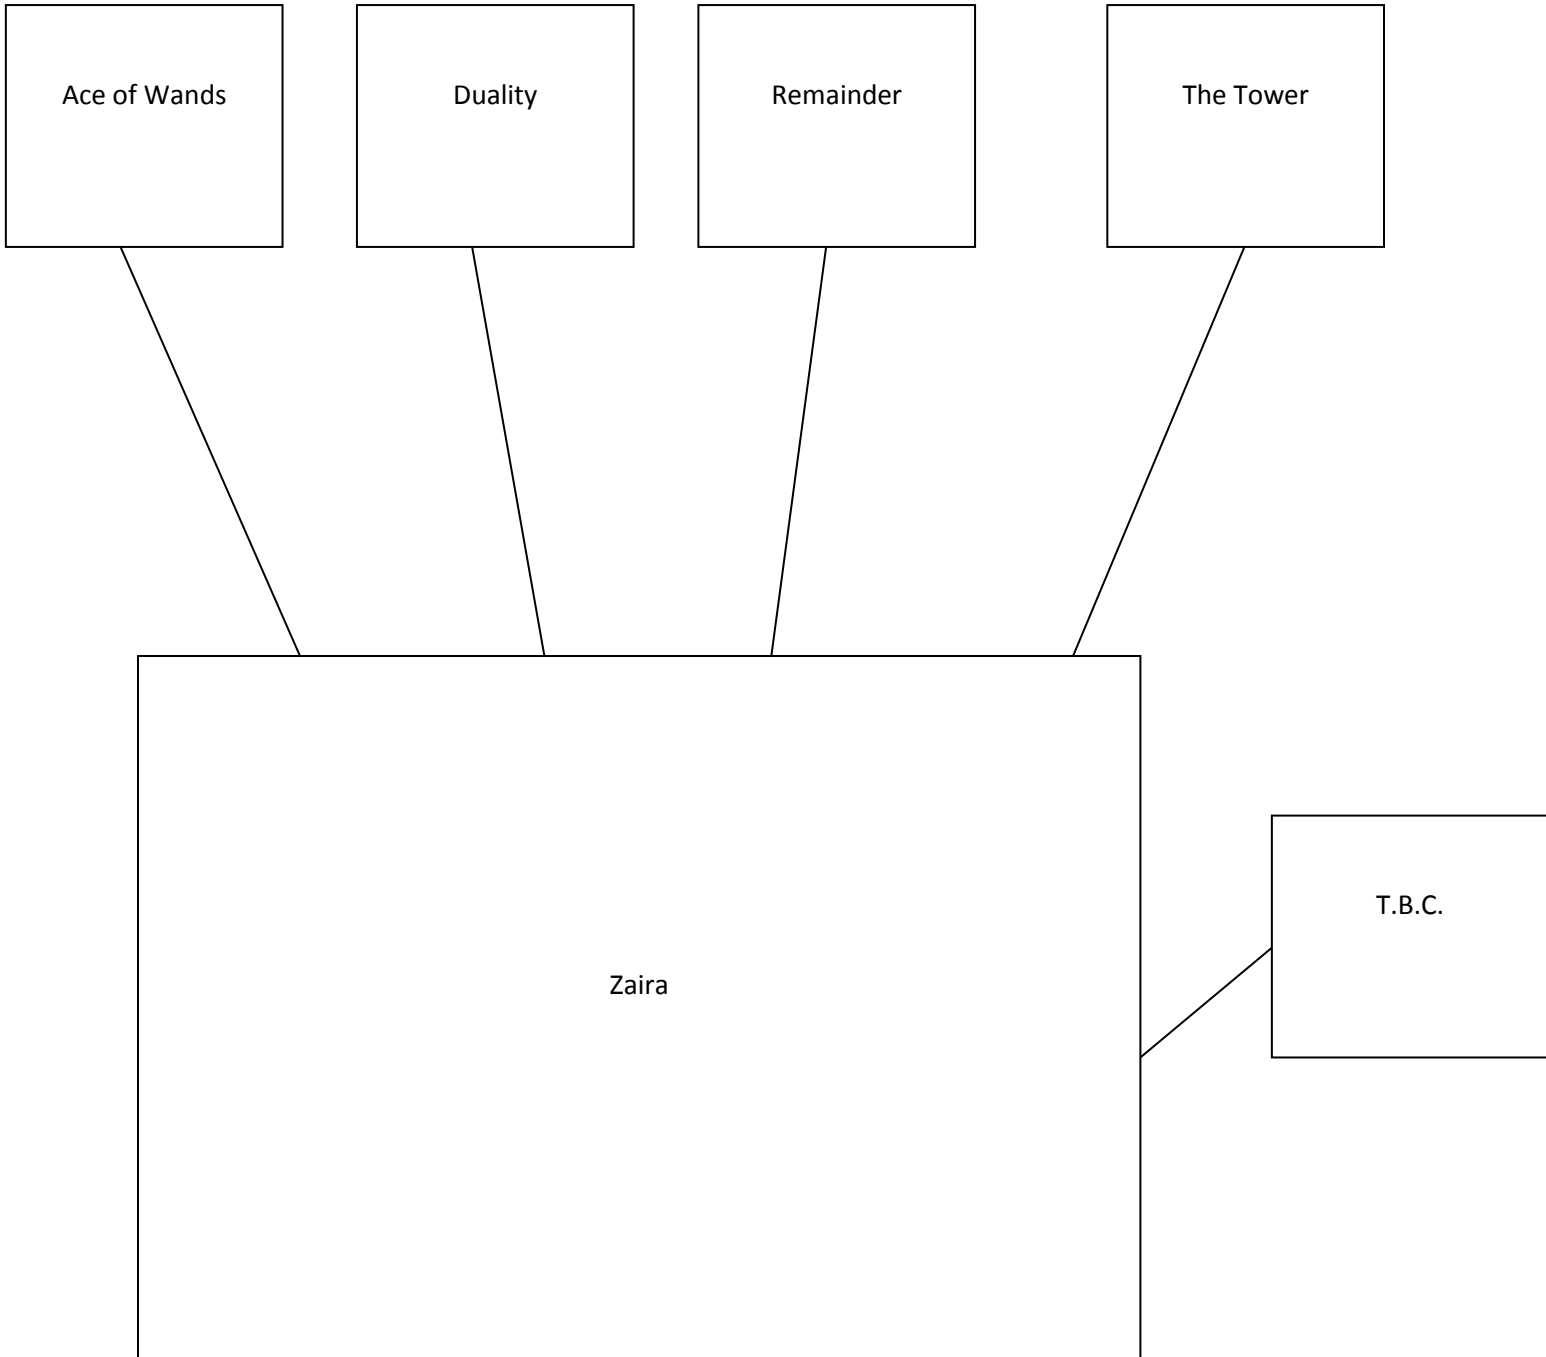 Ace of Wands
Duality
Remainder
The Tower
T.B.C.
Zaira